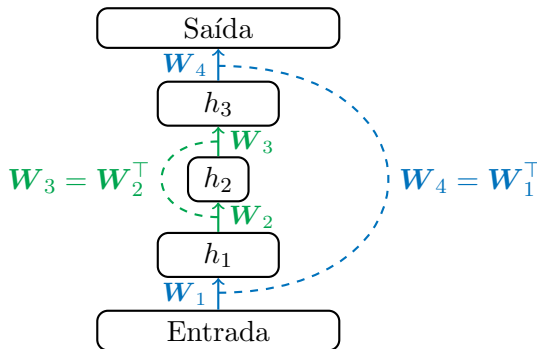 Saída
W₄
h₃
W₃
W₃ = W₂^⊤
h₂
W₄ = W₁^⊤
W₂
h₁
W₁
Entrada